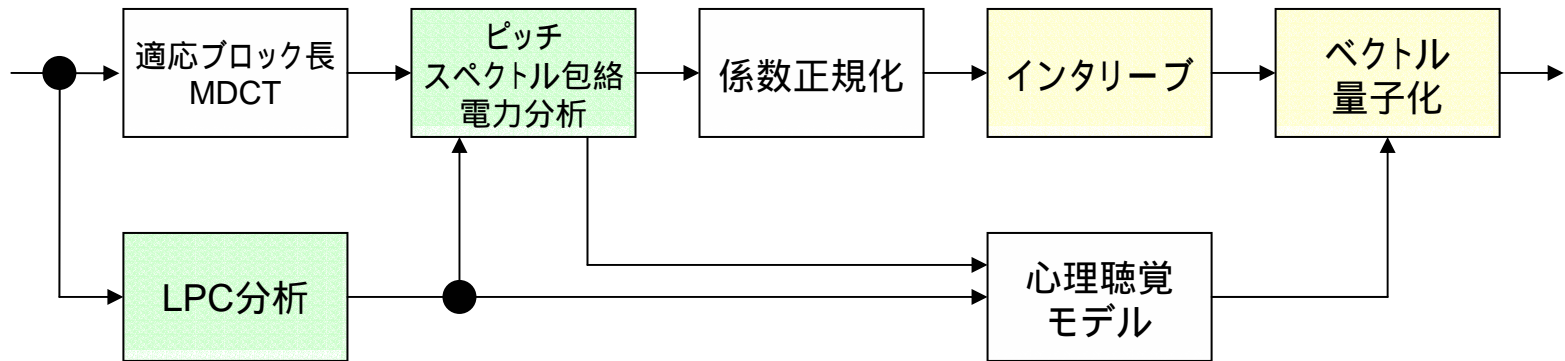 適応ブロック長
MDCT
ピッチ
スペクトル包絡
電力分析
係数正規化
インタリーブ
ベクトル
量子化
LPC分析
心理聴覚
モデル